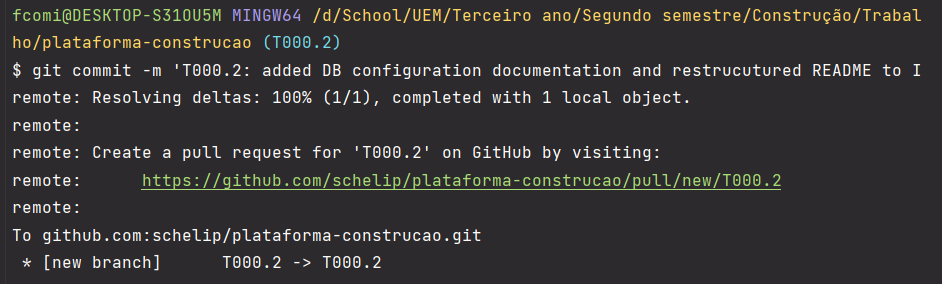 fcomi@DESKTOP-S31OU5M MINGW64 /d/School/UEM/Terceiro ano/Segundo semestre/Construção/Trabal
ho/plataforma-construcao (T000.2)
$ git commit -m 'T000.2: added DB configuration documentation and restrucutured README to I
remote: Resolving deltas: 100% (1/1), completed with 1 local object.
remote:
remote: Create a pull request for 'T000.2' on GitHub by visiting:
remote:      https://github.com/schelip/plataforma-construcao/pull/new/T000.2
remote:
To github.com:schelip/plataforma-construcao.git
 * [new branch]      T000.2 -> T000.2